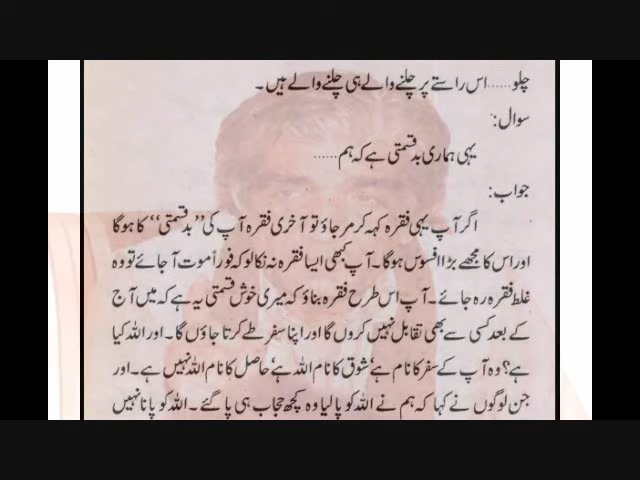 چلو......اس راستے پر چلنے والے ہی چلنے والے ہیں۔
سوال:
یہی ہماری بدقسمتی ہے کہ ہم......
جواب:
اگر آپ یہی فقرہ کہہ کر مر جاؤ تو آخری فقرہ آپ کی ’’بدقسمتی‘‘ کا ہوگا
اور اس کا مجھے بڑا افسوس ہوگا۔ آپ کبھی ایسا فقرہ نہ نکالو کہ فوراً موت آجائے تو وہ
غلط فقرہ رہ جائے۔ آپ اس طرح فقرہ بناؤ کہ میری خوش قسمتی یہ ہے کہ میں آج
کے بعد کسی سے بھی تقابل نہیں کروں گا اور اپنا سفر طے کرتا جاؤں گا۔ اور اللہ کیا
ہے؟ وہ آپ کے سفر کا نام ہے‘ شوق کا نام اللہ ہے‘ حاصل کا نام اللہ نہیں ہے۔ اور
جن لوگوں نے کہا کہ ہم نے اللہ کو پا لیا وہ کچھ حجاب ہی پا گئے۔ اللہ کو پانا نہیں